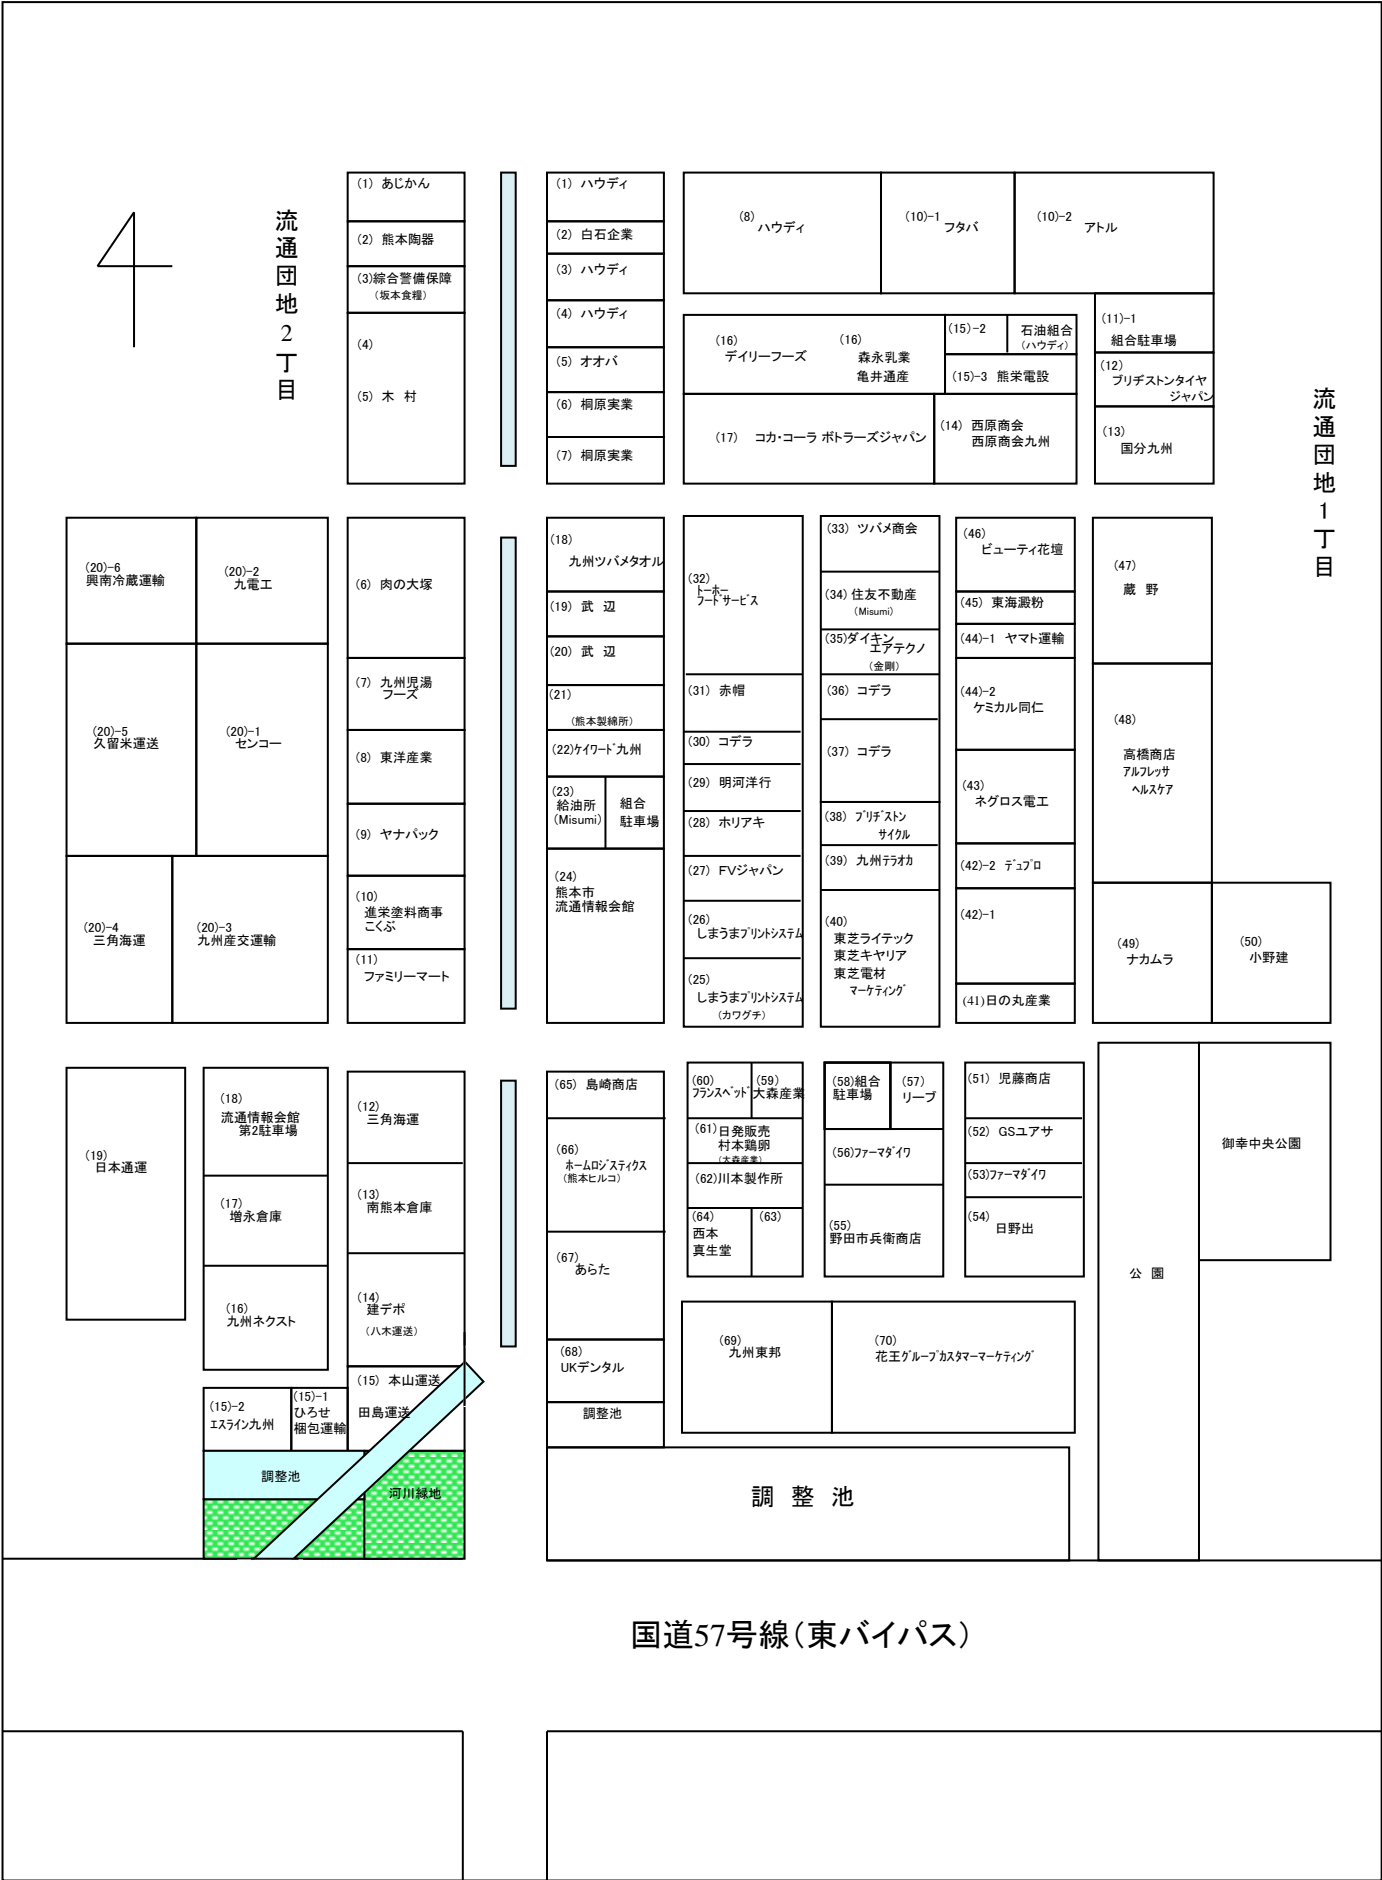 流通団地2丁目
流通団地1丁目
(1) あじかん
(2) 熊本陶器
(3)綜合警備保障
(坂本食糧)
(4)
(5) 木 村
(1) ハウディ
(2) 白石企業
(3) ハウディ
(4) ハウディ
(5) オオバ
(6) 桐原実業
(7) 桐原実業
(8)
ハウディ
(10)-1
フタバ
(10)-2
アトル
(11)-1
組合駐車場
(12)
ブリヂストンタイヤ
ジャパン
(13)
国分九州
(16)
デイリーフーズ
(16)
森永乳業
亀井通産
(15)-2
石油組合
(ハウディ)
(15)-3 熊栄電設
(17) コカ・コーラ ボトラーズジャパン
(14) 西原商会
西原商会九州
(20)-6
興南冷蔵運輸
(20)-2
九電工
(20)-5
久留米運送
(20)-1
センコー
(20)-4
三角海運
(20)-3
九州産交運輸
(6) 肉の大塚
(7) 九州児湯
フーズ
(8) 東洋産業
(9) ヤナパック
(10)
進栄塗料商事
こくぶ
(11)
ファミリーマート
(18)
九州ツバメタオル
(19) 武 辺
(20) 武 辺
(21)
(熊本製綿所)
(22)ケイワード九州
(23)
給油所
(Misumi)
組合
駐車場
(24)
熊本市
流通情報会館
(32)
トーホー
フードサービス
(31) 赤帽
(30) コデラ
(29) 明河洋行
(28) ホリアキ
(27) FVジャパン
(26)
しまうまプリントシステム
(25)
しまうまプリントシステム
(カワグチ)
(33) ツバメ商会
(34) 住友不動産
(Misumi)
(35)ダイキン
エアテクノ
(金剛)
(36) コデラ
(37) コデラ
(38) ブリヂストン
サイクル
(39) 九州テラオカ
(40)
東芝ライテック
東芝キヤリア
東芝電材
マーケティング
(46)
ビューティ花壇
(45) 東海澱粉
(44)-1 ヤマト運輸
(44)-2
ケミカル同仁
(43)
ネグロス電工
(42)-2 デュプロ
(42)-1
(41)日の丸産業
(47)
蔵 野
(48)
高橋商店
アルフレッサ
ヘルスケア
(49)
ナカムラ
(50)
小野建
(19)
日本通運
(18)
流通情報会館
第2駐車場
(17)
増永倉庫
(16)
九州ネクスト
(15)-2
エスライン九州
(15)-1
ひろせ
梱包運輸
(12)
三角海運
(13)
南熊本倉庫
(14)
建デポ
(八木運送)
(15) 本山運送
田島運送
調整池
河川緑地
(65) 島崎商店
(66)
ホームロジスティクス
(熊本ヒルコ)
(67)
あらた
(68)
UKデンタル
調整池
(60)
フランスベッド
(59)
大森産業
(61)日発販売
村本鶏卵
(大森産業)
(62)川本製作所
(64)
西本
真生堂
(63)
(58)組合
駐車場
(57)
リーブ
(56)ファーマダイワ
(55)
野田市兵衛商店
(51) 児藤商店
(52) GSユアサ
(53)ファーマダイワ
(54)
日野出
(69)
九州東邦
(70)
花王グループカスタマーマーケティング
公 園
御幸中央公園
調 整 池
国道57号線(東バイパス)